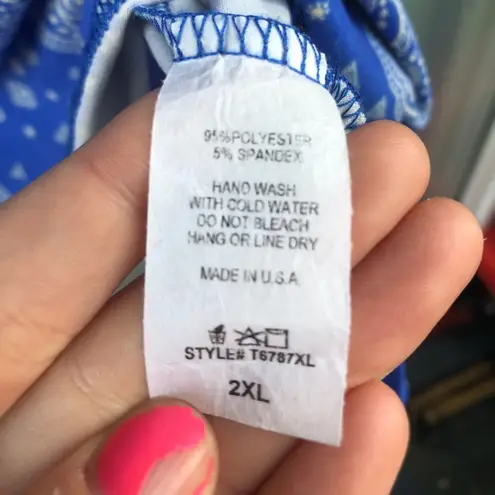 95% POLYESTER
5% SPANDEX
HAND WASH
WITH COLD WATER
DO NOT BLEACH
HANG OR LINE DRY
MADE IN U.S.A.
STYLE# T6787XL
2XL